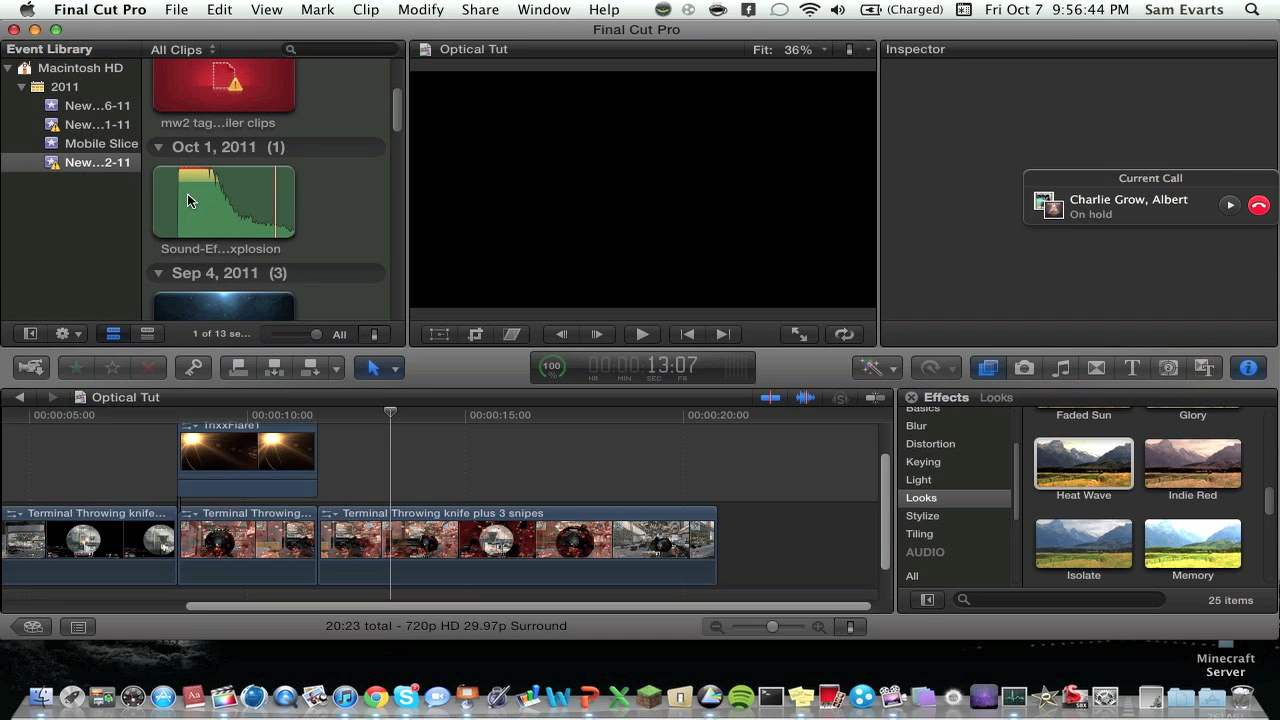 Final Cut Pro File Edit View Mark Clip Modify Share Window Help (Charged) Fri Oct 7 9:56:44 PM Sam Evarts
Final Cut Pro
Event Library All Clips Optical Tut Fit: 36% Inspector
Macintosh HD
2011
New...6-11
New...1-11
Mobile Slice
New...2-11
mw2 tag...iler clips
Oct 1, 2011 (1)
Sound-Ef...xplosion
Sep 4, 2011 (3)
1 of 13 se... All
Current Call
Charlie Grow, Albert
On hold
100
%
00:00:13:07
HR MIN SEC FR
Optical Tut
00:00:05:00 00:00:10:00 00:00:15:00 00:00:20:00
TrixxFlare1
Terminal Throwing knife... Terminal Throwing... Terminal Throwing knife plus 3 snipes
Effects Looks
Basics
Blur
Distortion
Keying
Light
Looks
Stylize
Tiling
AUDIO
All
Faded Sun Glory
Heat Wave Indie Red
Isolate Memory
25 items
20:23 total - 720p HD 29.97p Surround
Minecraft
Server